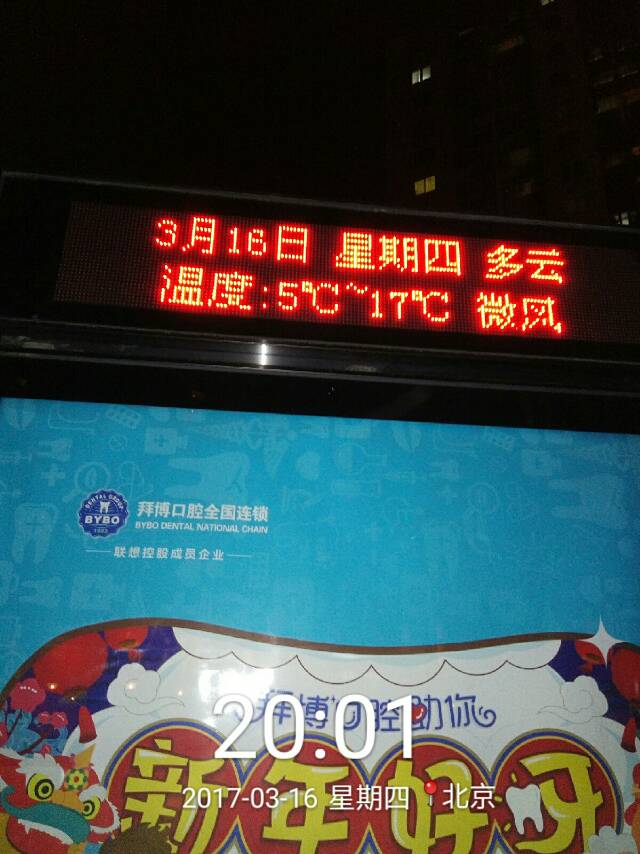 3月16日 星期四 多云
温度:5℃~17℃ 微风
DENTAL GROUP
BYBO
1993
拜博口腔全国连锁
BYBO DENTAL NATIONAL CHAIN
联想控股成员企业
拜博口腔助你
20:01
新年好牙
2017-03-16 星期四 北京